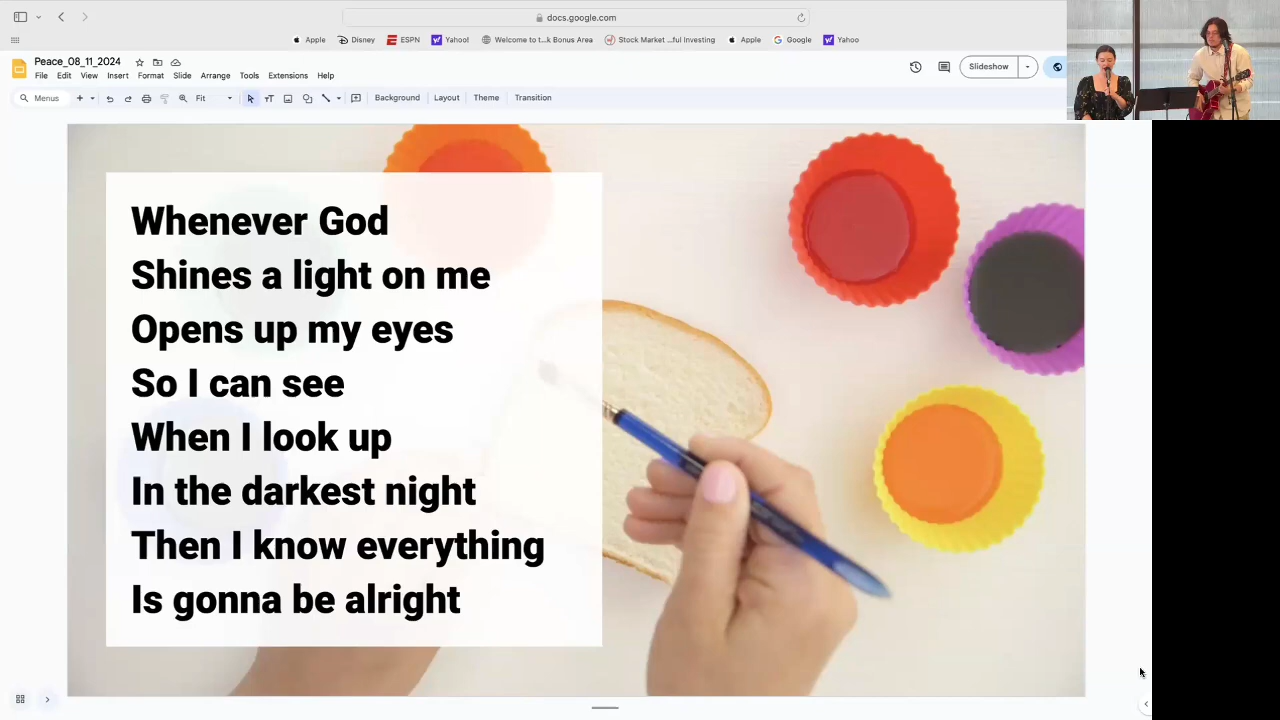 docs.google.com
Apple
Disney
ESPN
Yahoo!
Welcome to t...k Bonus Area
Stock Market ...ful Investing
Apple
Google
Yahoo
Peace_08_11_2024
File Edit View Insert Format Slide Arrange Tools Extensions Help
Slideshow
Menus
Fit
Background
Layout
Theme
Transition
Whenever God
Shines a light on me
Opens up my eyes
So I can see
When I look up
In the darkest night
Then I know everything
Is gonna be alright